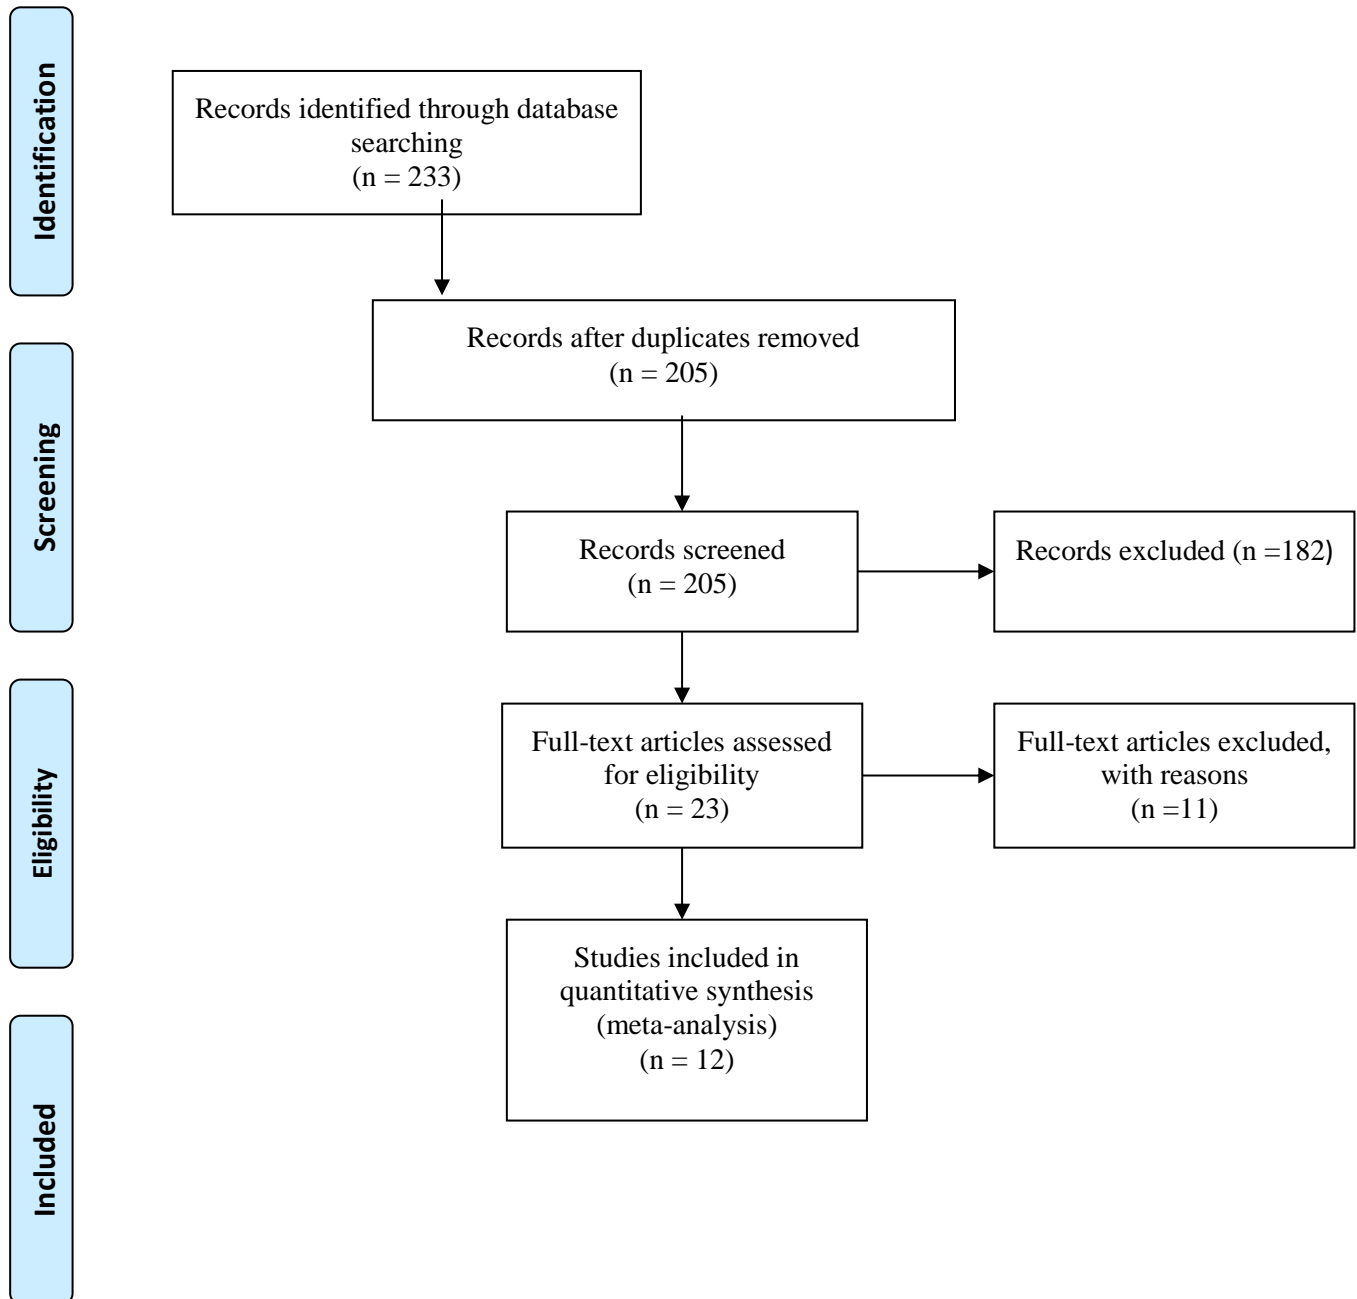 Identification
Records identified through database
searching
(n = 233)
Records after duplicates removed
(n = 205)
Screening
Records screened
(n = 205)
Records excluded (n =182)
Eligibility
Full-text articles assessed
for eligibility
(n = 23)
Full-text articles excluded,
with reasons
(n =11)
Studies included in
quantitative synthesis
(meta-analysis)
(n = 12)
Included